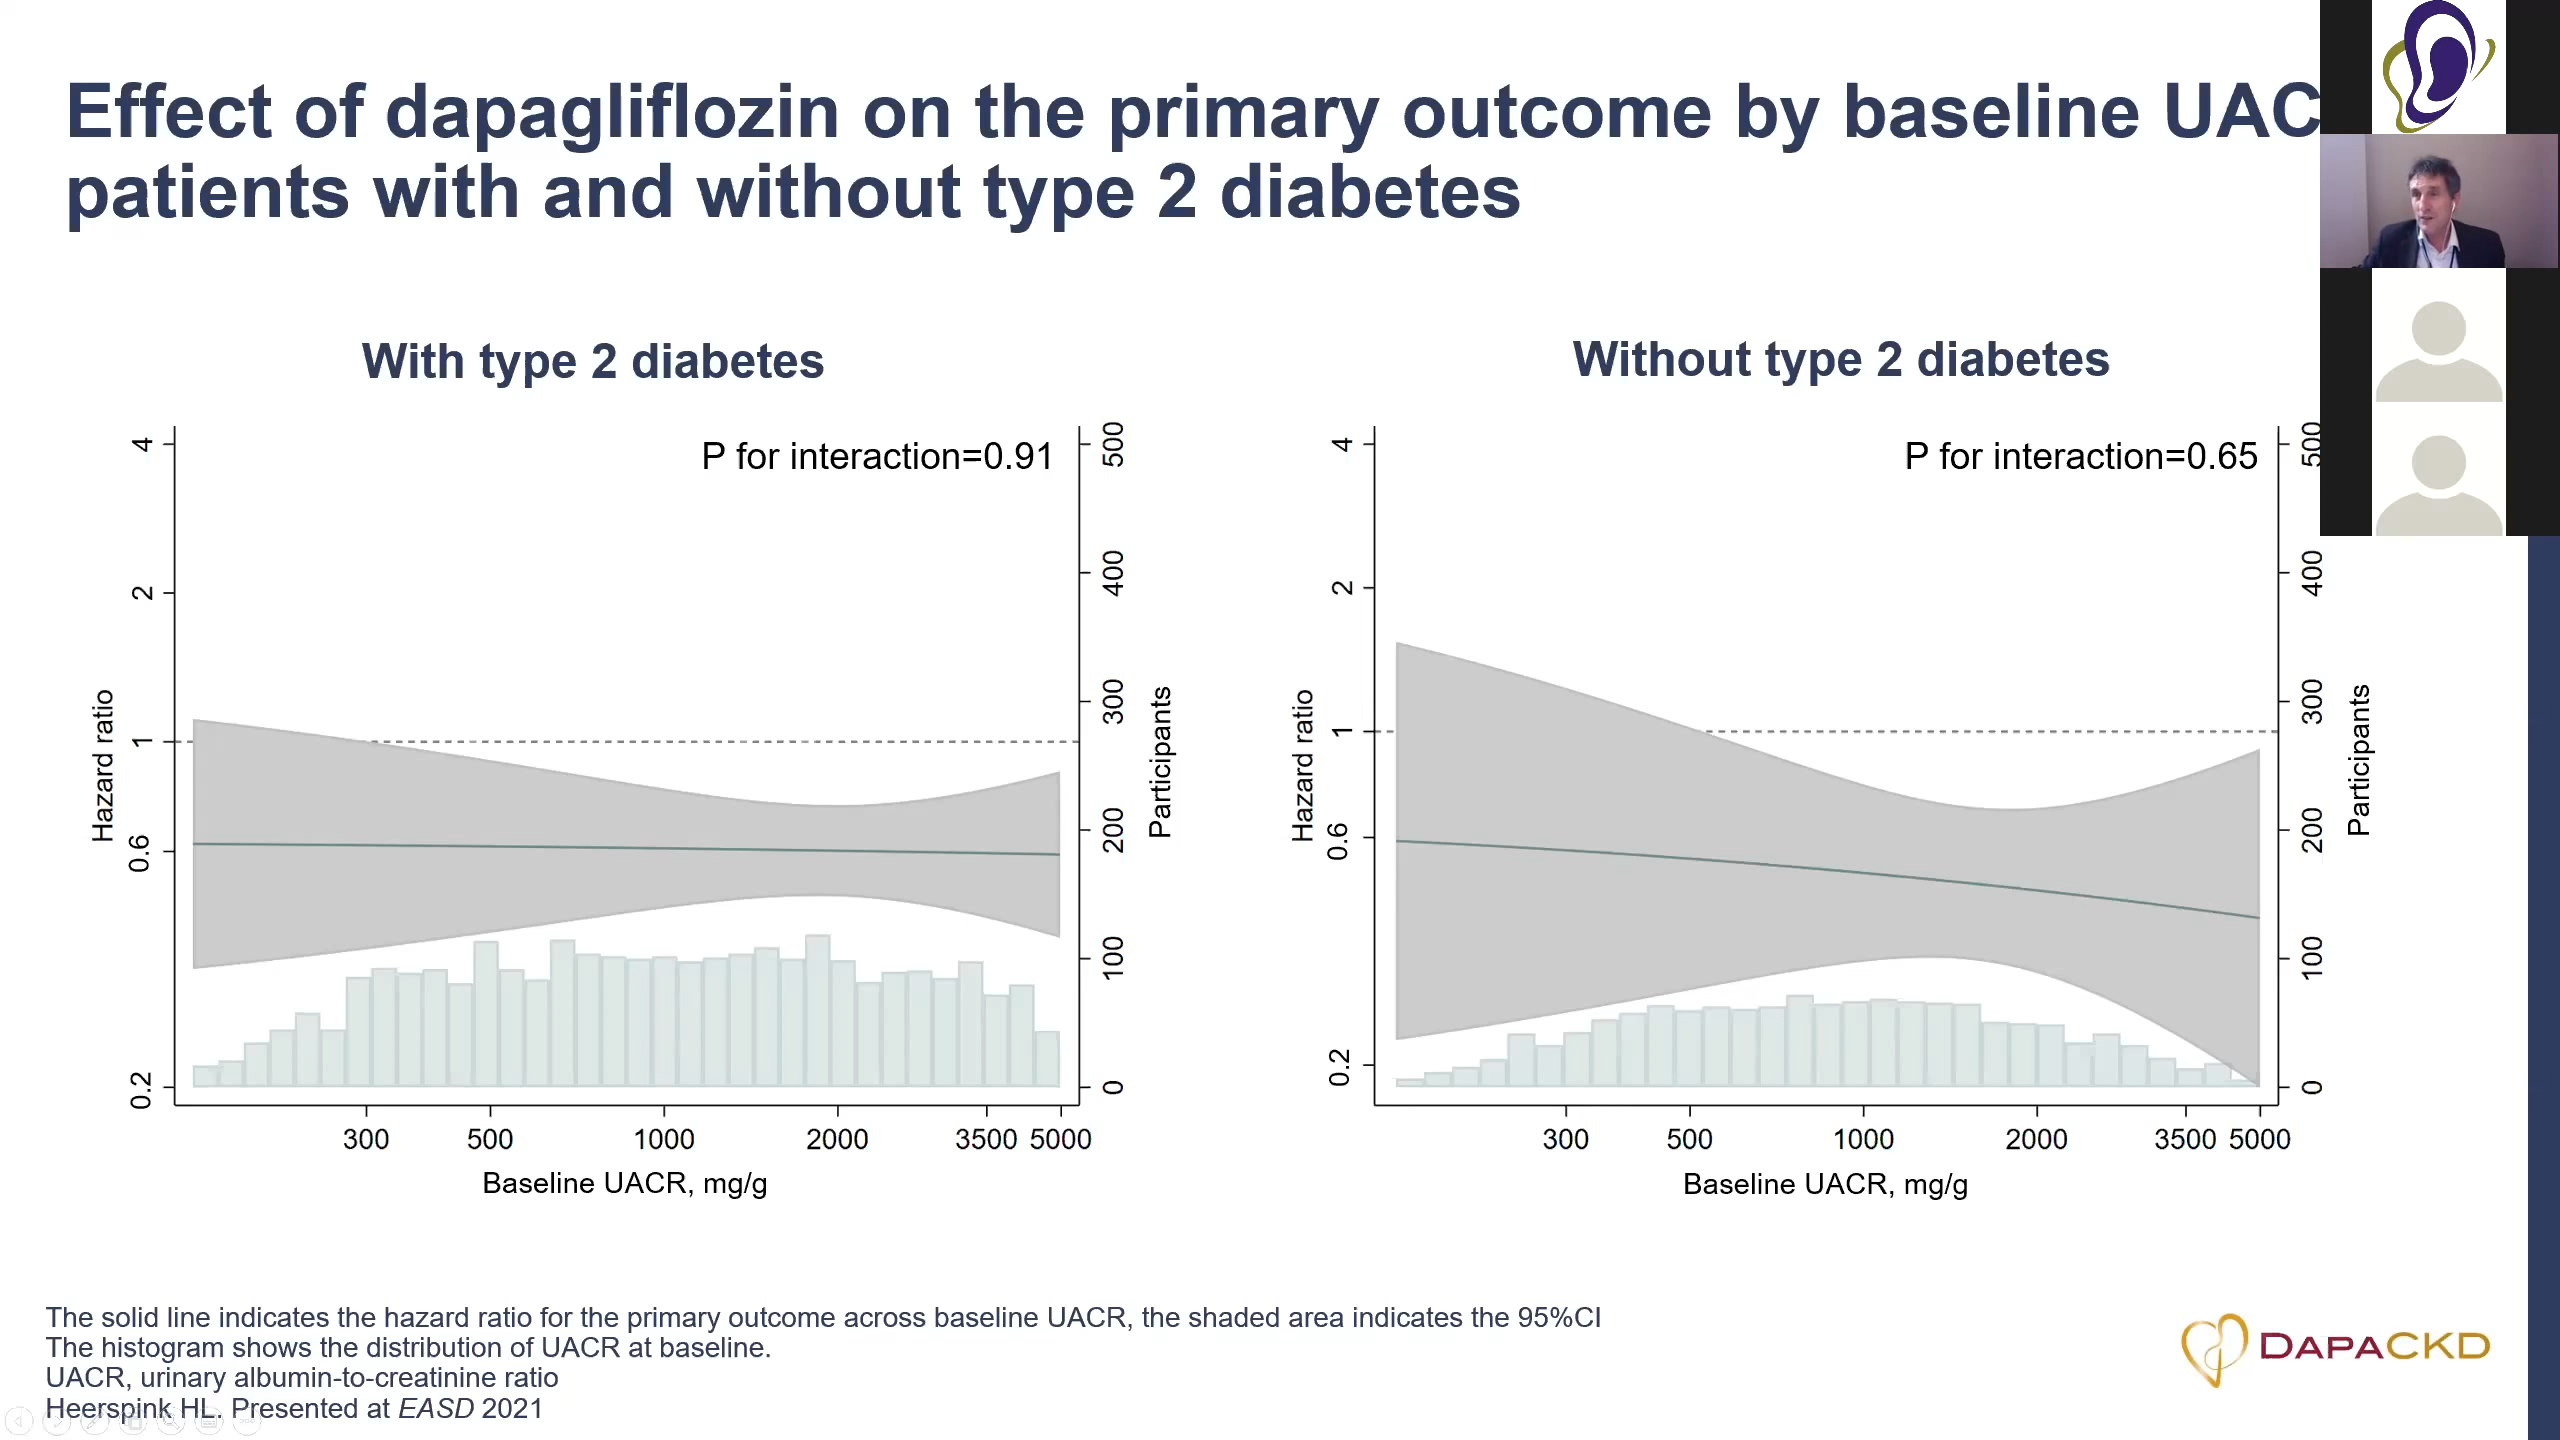 Effect of dapagliflozin on the primary outcome by baseline UAC
patients with and without type 2 diabetes
With type 2 diabetes
P for interaction=0.91
4
2
1
0.6
0.2
Hazard ratio
500
400
300
200
100
0
Participants
300 500 1000 2000 3500 5000
Baseline UACR, mg/g
Without type 2 diabetes
P for interaction=0.65
4
2
1
0.6
0.2
Hazard ratio
500
400
300
200
100
0
Participants
300 500 1000 2000 3500 5000
Baseline UACR, mg/g
The solid line indicates the hazard ratio for the primary outcome across baseline UACR, the shaded area indicates the 95%CI
The histogram shows the distribution of UACR at baseline.
UACR, urinary albumin-to-creatinine ratio
Heerspink HL. Presented at EASD 2021
DAPACKD